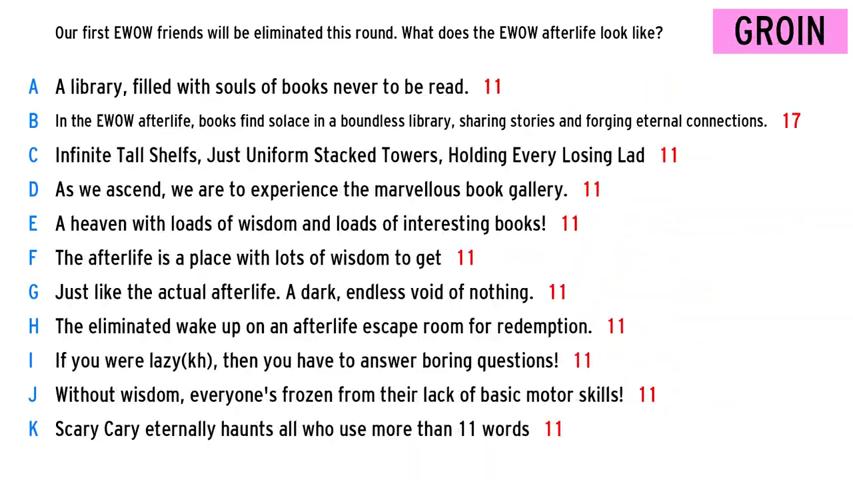 Our first EWOW friends will be eliminated this round. What does the EWOW afterlife look like?
GROIN
A A library, filled with souls of books never to be read. 11
B In the EWOW afterlife, books find solace in a boundless library, sharing stories and forging eternal connections. 17
C Infinite Tall Shelfs, Just Uniform Stacked Towers, Holding Every Losing Lad 11
D As we ascend, we are to experience the marvellous book gallery. 11
E A heaven with loads of wisdom and loads of interesting books! 11
F The afterlife is a place with lots of wisdom to get 11
G Just like the actual afterlife. A dark, endless void of nothing. 11
H The eliminated wake up on an afterlife escape room for redemption. 11
I If you were lazy(kh), then you have to answer boring questions! 11
J Without wisdom, everyone's frozen from their lack of basic motor skills! 11
K Scary Cary eternally haunts all who use more than 11 words 11